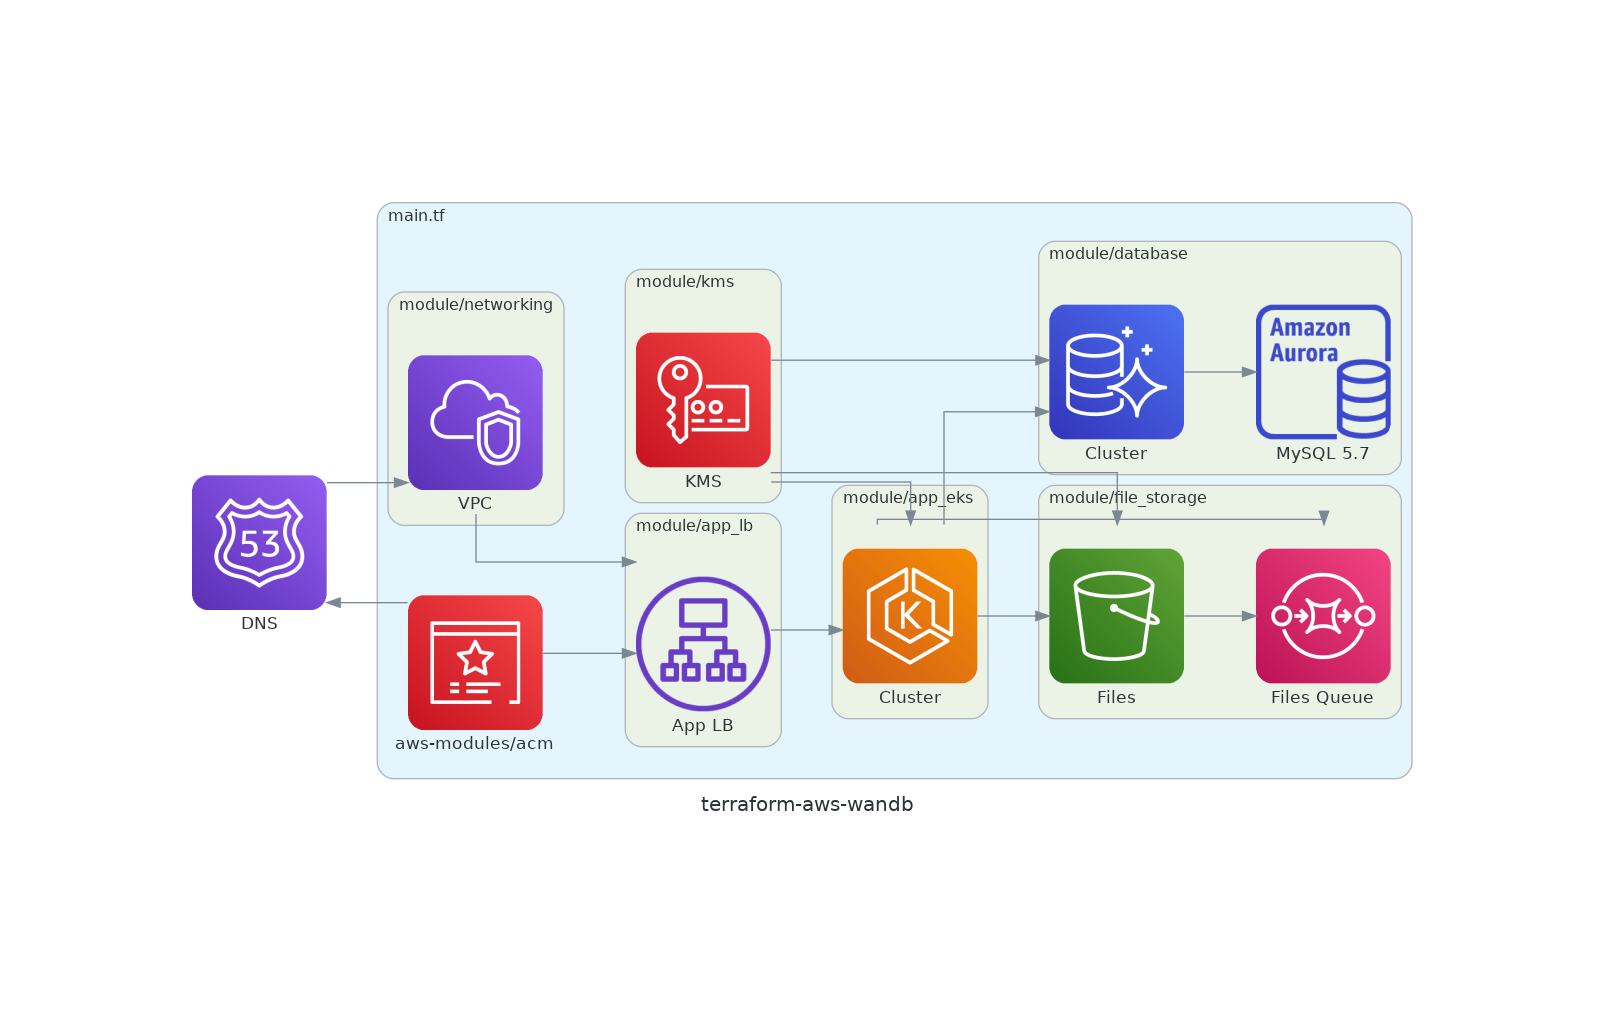 main.tf
module/database
module/kms
module/networking
Amazon
Aurora
Cluster
MySQL 5.7
KMS
VPC
module/app_eks
module/file_storage
module/app_lb
53
K
DNS
Cluster
Files
Files Queue
App LB
aws-modules/acm
terraform-aws-wandb